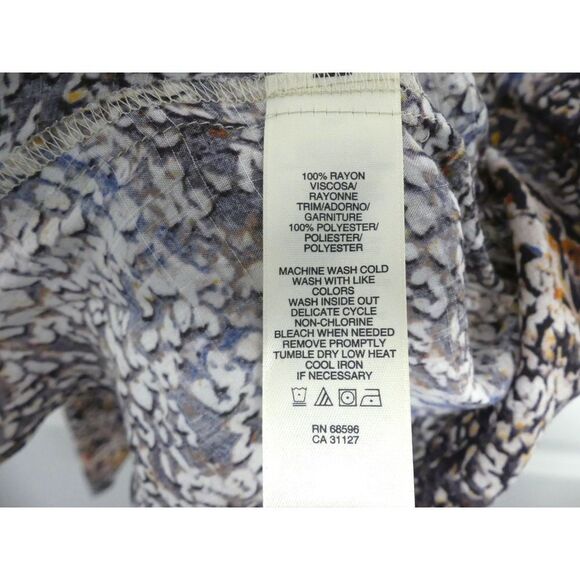 100% RAYON
VISCOSA/
RAYONNE
TRIM/ADORNO/
GARNITURE
100% POLYESTER/
POLIESTER/
POLYESTER
MACHINE WASH COLD
WASH WITH LIKE
COLORS
WASH INSIDE OUT
DELICATE CYCLE
NON-CHLORINE
BLEACH WHEN NEEDED
REMOVE PROMPTLY
TUMBLE DRY LOW HEAT
COOL IRON
IF NECESSARY
RN 68596
CA 31127